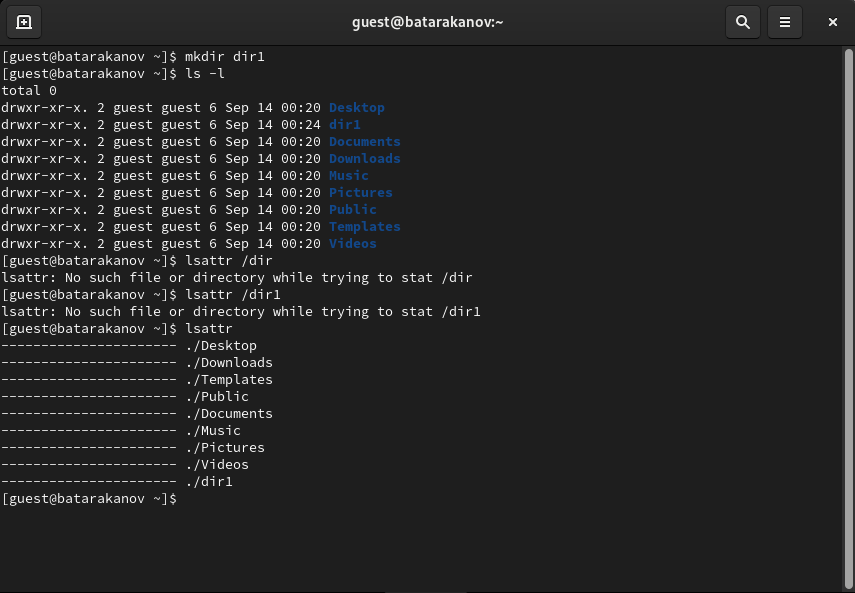 guest@batarakanov:~
[guest@batarakanov ~]$ mkdir dir1
[guest@batarakanov ~]$ ls -l
total 0
drwxr-xr-x. 2 guest guest 6 Sep 14 00:20 Desktop
drwxr-xr-x. 2 guest guest 6 Sep 14 00:24 dir1
drwxr-xr-x. 2 guest guest 6 Sep 14 00:20 Documents
drwxr-xr-x. 2 guest guest 6 Sep 14 00:20 Downloads
drwxr-xr-x. 2 guest guest 6 Sep 14 00:20 Music
drwxr-xr-x. 2 guest guest 6 Sep 14 00:20 Pictures
drwxr-xr-x. 2 guest guest 6 Sep 14 00:20 Public
drwxr-xr-x. 2 guest guest 6 Sep 14 00:20 Templates
drwxr-xr-x. 2 guest guest 6 Sep 14 00:20 Videos
[guest@batarakanov ~]$ lsattr /dir
lsattr: No such file or directory while trying to stat /dir
[guest@batarakanov ~]$ lsattr /dir1
lsattr: No such file or directory while trying to stat /dir1
[guest@batarakanov ~]$ lsattr
---------------------- ./Desktop
---------------------- ./Downloads
---------------------- ./Templates
---------------------- ./Public
---------------------- ./Documents
---------------------- ./Music
---------------------- ./Pictures
---------------------- ./Videos
---------------------- ./dir1
[guest@batarakanov ~]$